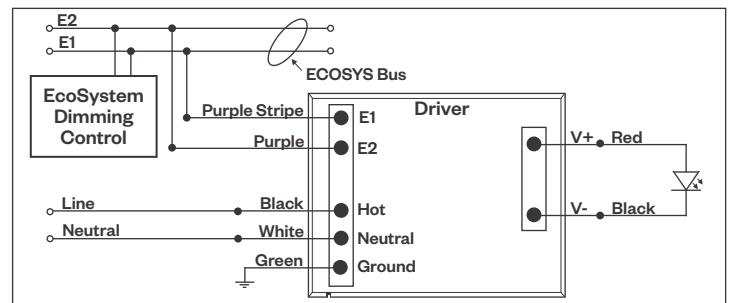 E2
E1
ECOSYS Bus
EcoSystem
Dimming
Control
Driver
Purple Stripe
E1
Purple
E2
V+
Red
Line
Black
Hot
V-
Black
Neutral
White
Neutral
Green
Ground